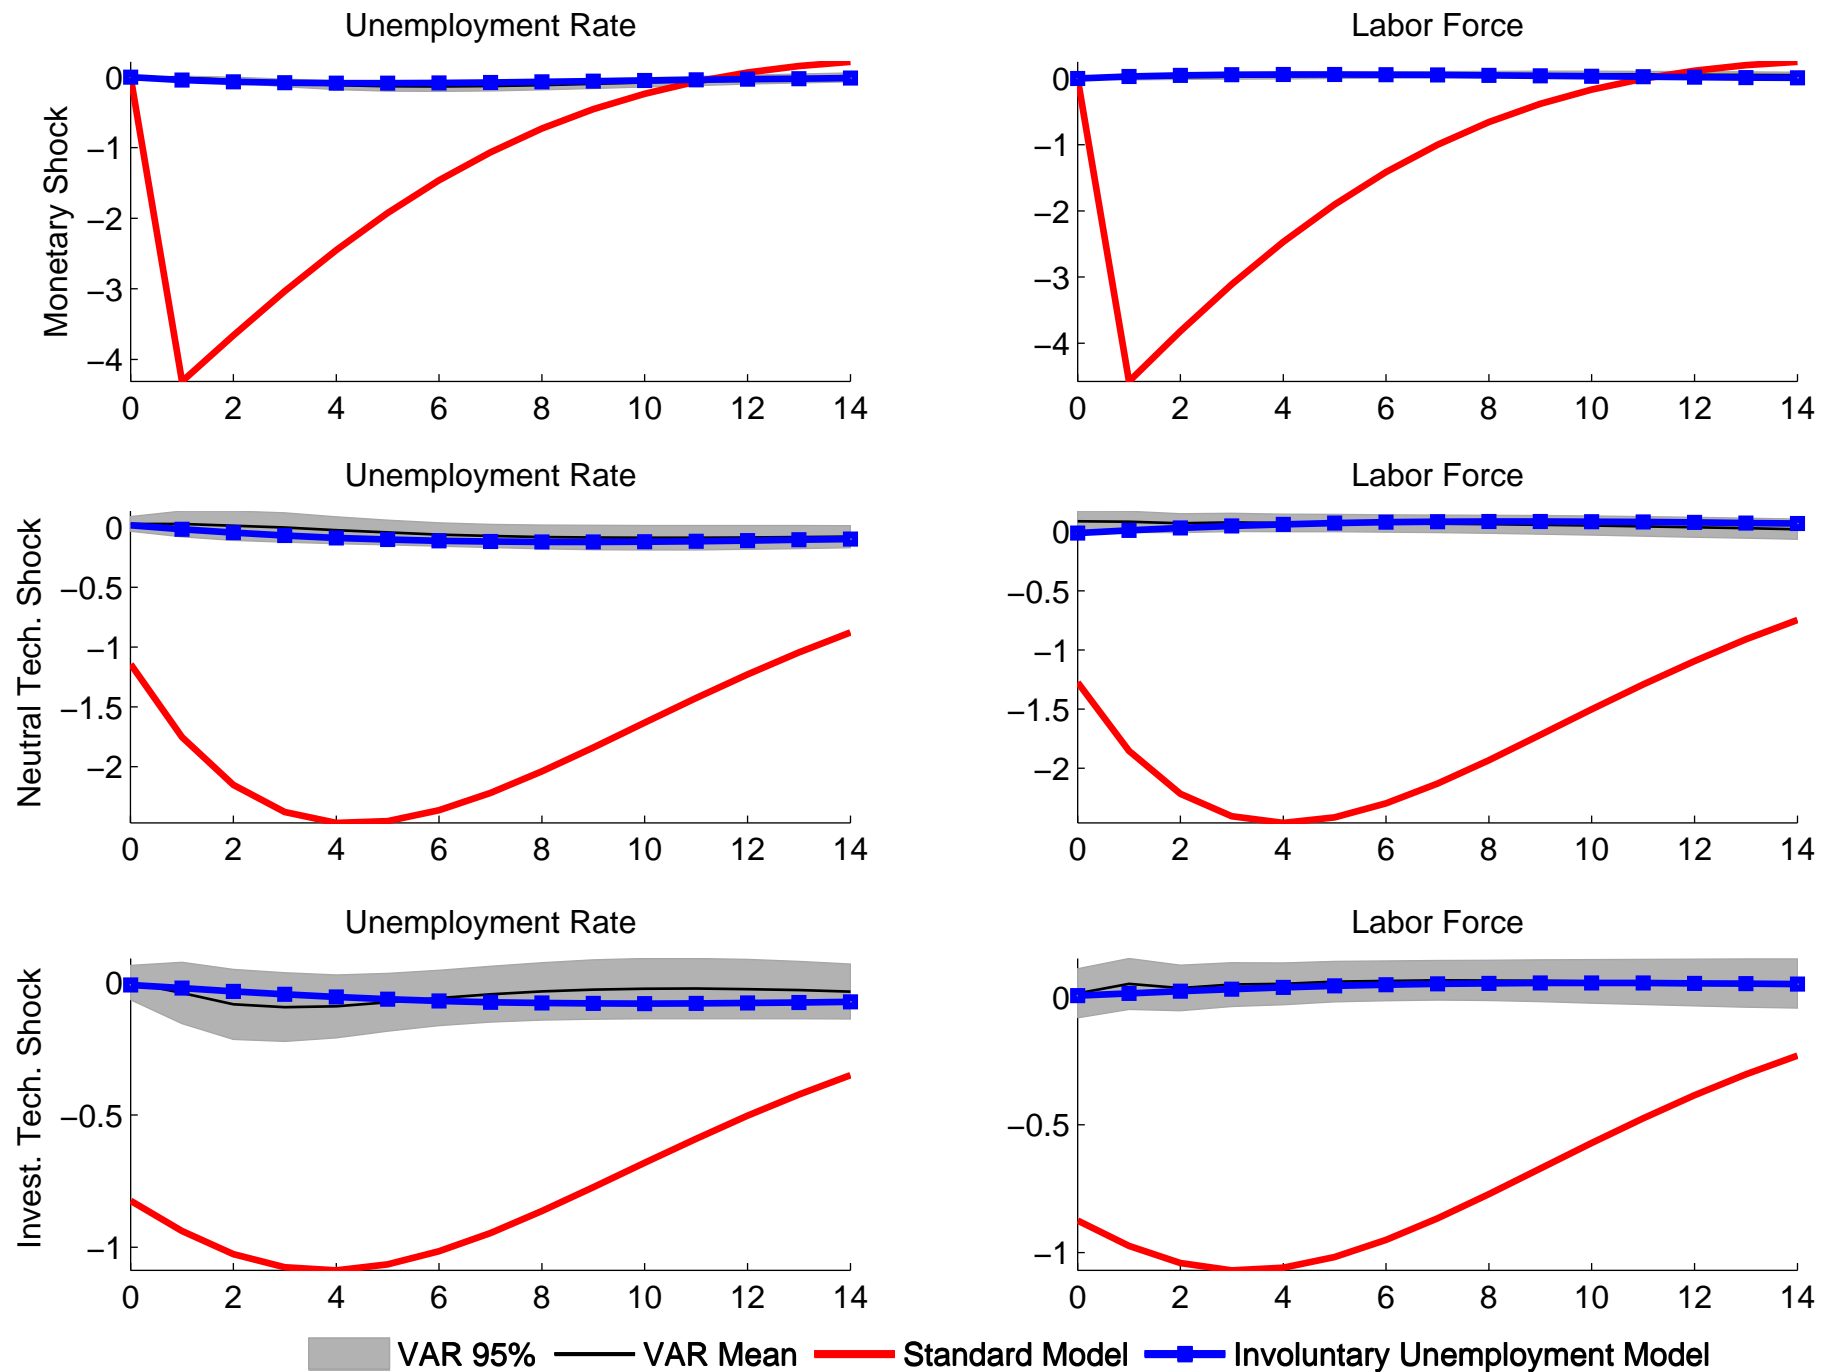 Unemployment Rate
Labor Force
Monetary Shock
0
−1
−2
−3
−4
0 2 4 6 8 10 12 14
0
−1
−2
−3
−4
0 2 4 6 8 10 12 14
Unemployment Rate
Labor Force
Neutral Tech. Shock
0
−0.5
−1
−1.5
−2
0 2 4 6 8 10 12 14
0
−0.5
−1
−1.5
−2
0 2 4 6 8 10 12 14
Unemployment Rate
Labor Force
Invest. Tech. Shock
0
−0.5
−1
0 2 4 6 8 10 12 14
0
−0.5
−1
0 2 4 6 8 10 12 14
VAR 95% VAR Mean Standard Model Involuntary Unemployment Model